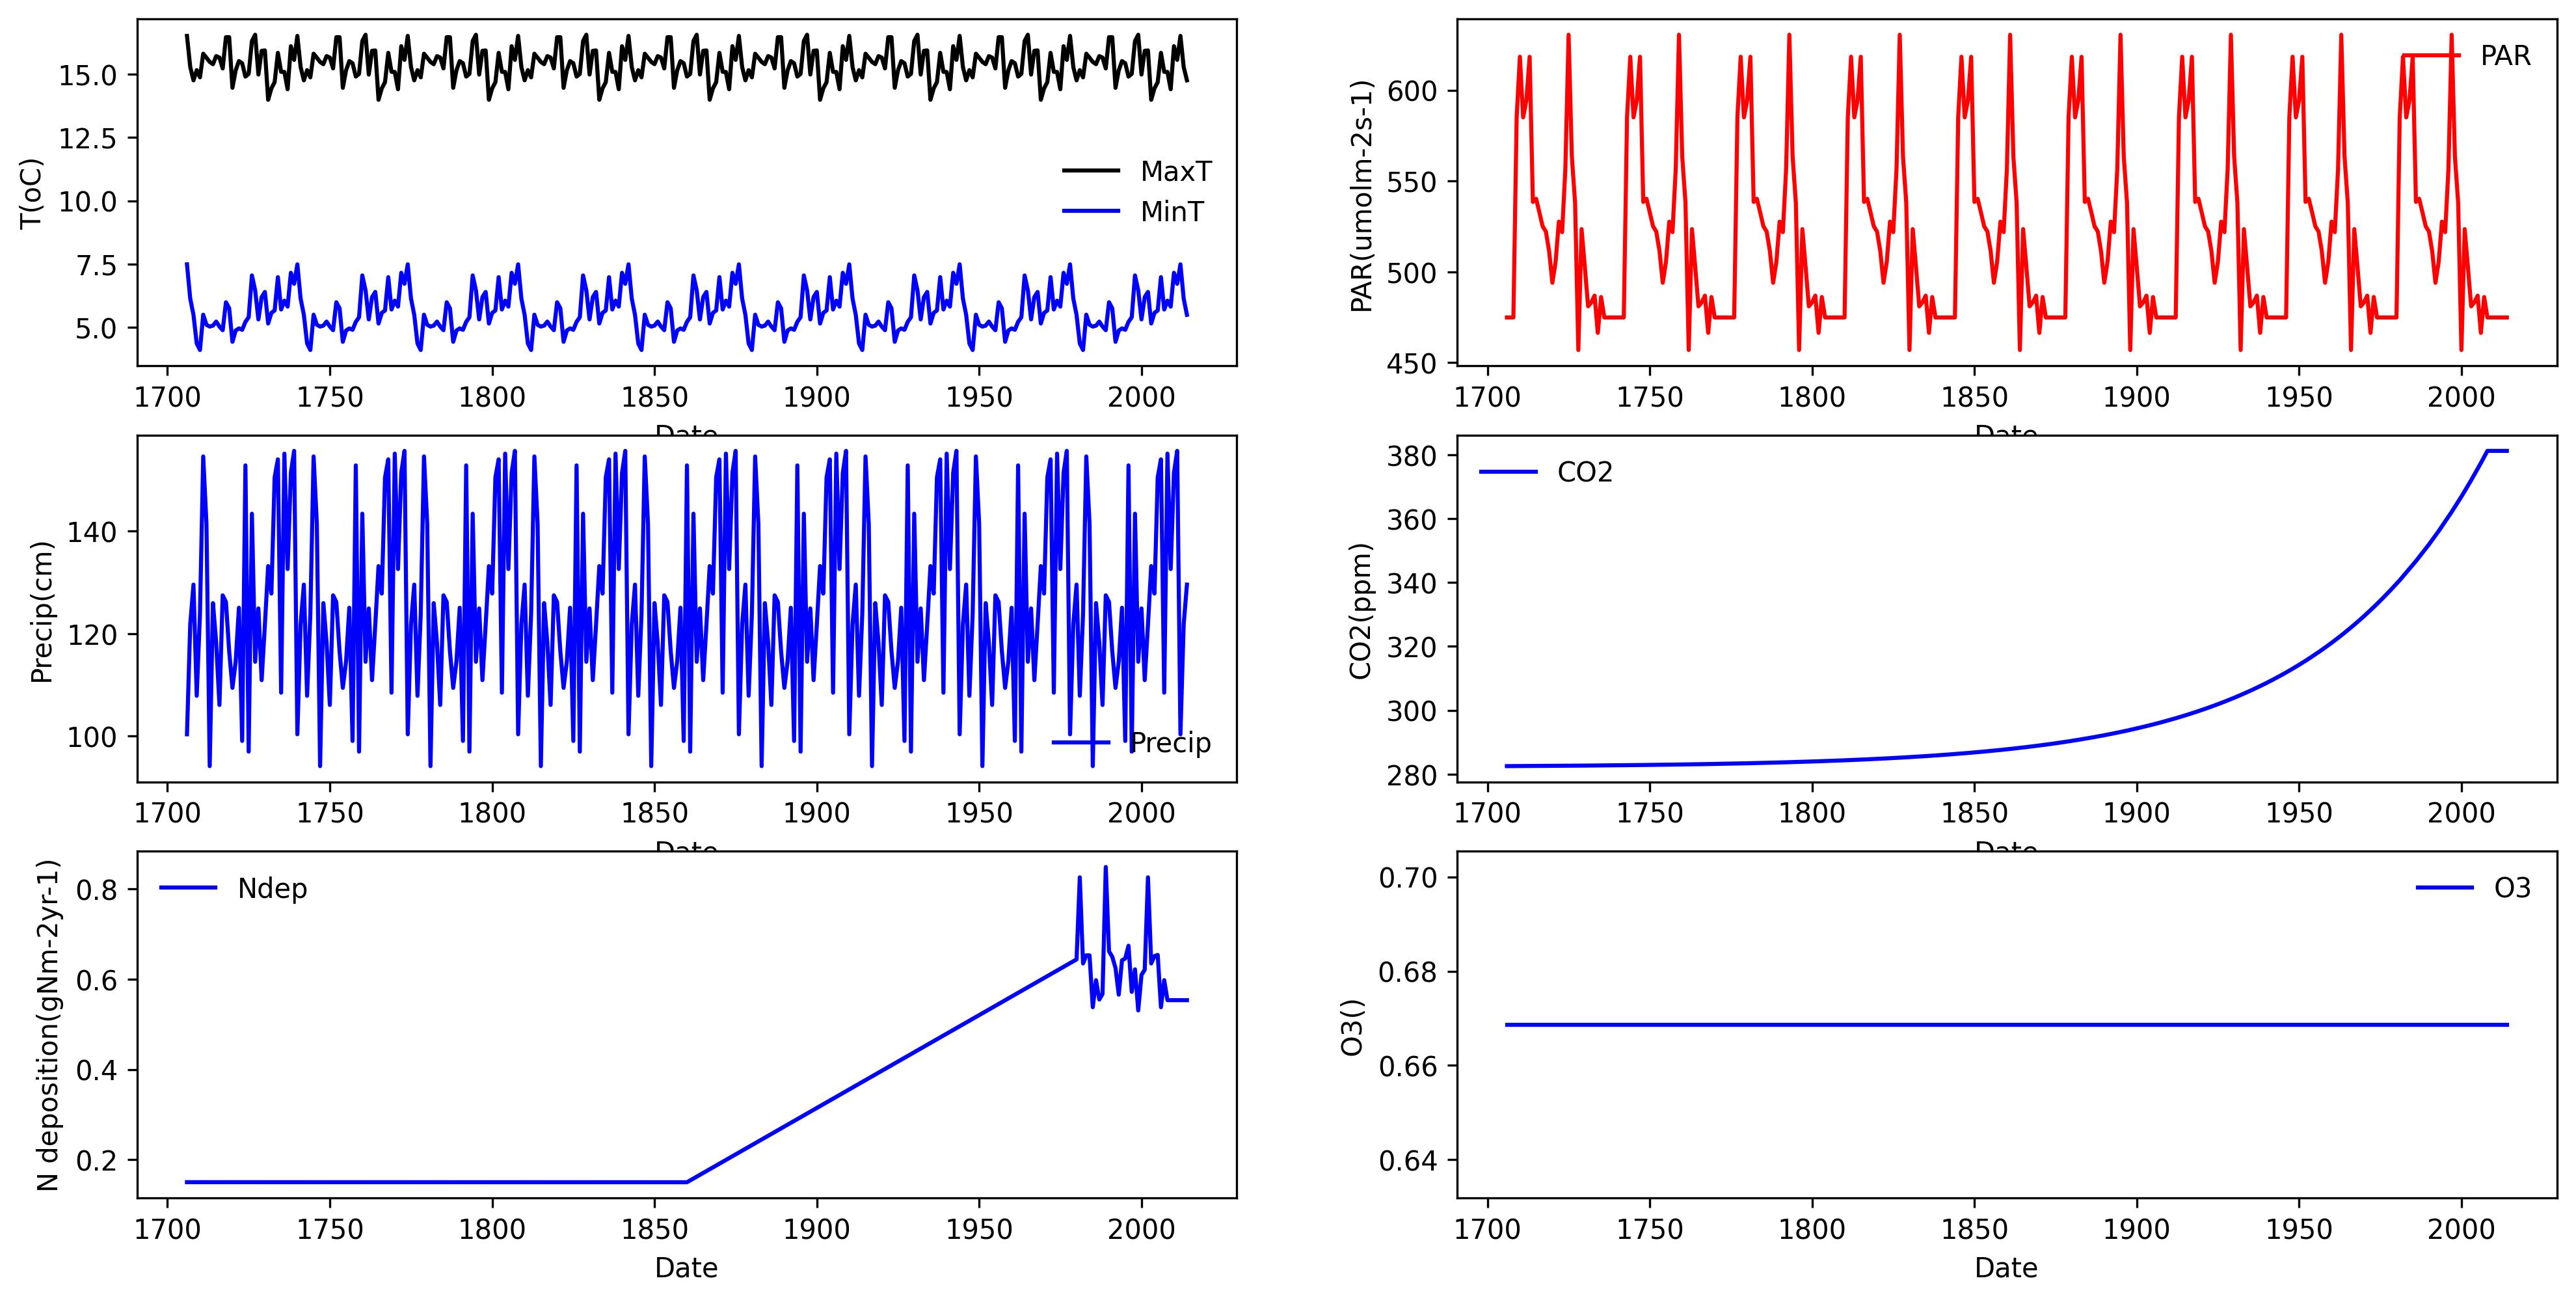 T(oC)
15.0
12.5
10.0
7.5
5.0
MaxT
MinT
1700 1750 1800 1850 1900 1950 2000
Date
PAR(umolm-2s-1)
600
550
500
450
PAR
1700 1750 1800 1850 1900 1950 2000
Date
Precip(cm)
140
120
100
Precip
1700 1750 1800 1850 1900 1950 2000
Date
CO2(ppm)
380
360
340
320
300
280
CO2
1700 1750 1800 1850 1900 1950 2000
Date
N deposition(gNm-2yr-1)
0.8
0.6
0.4
0.2
Ndep
1700 1750 1800 1850 1900 1950 2000
Date
O3()
0.70
0.68
0.66
0.64
O3
1700 1750 1800 1850 1900 1950 2000
Date